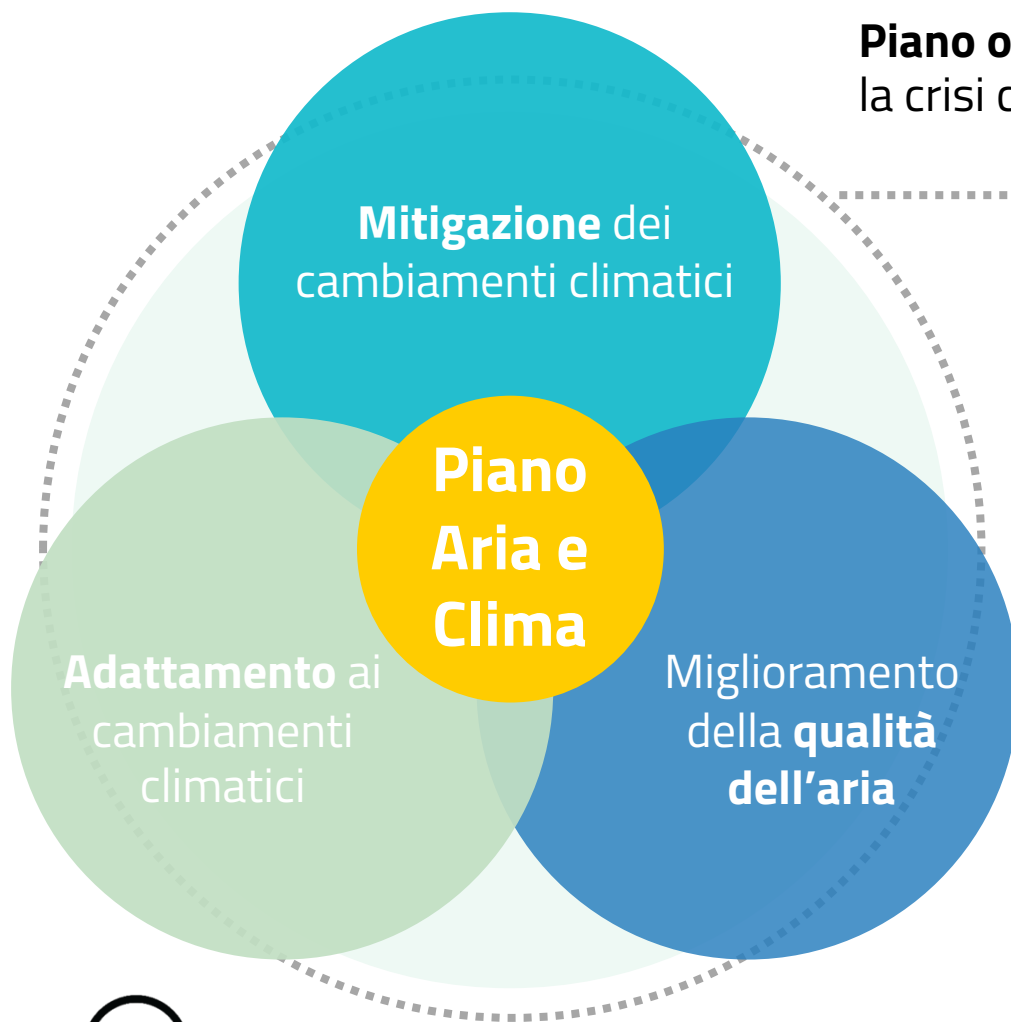 Piano
la crisi
Mitigazione dei
cambiamenti climatici
Piano
Aria e
Clima
Adattamento ai
cambiamenti
climatici
Miglioramento
della qualità
dell’aria